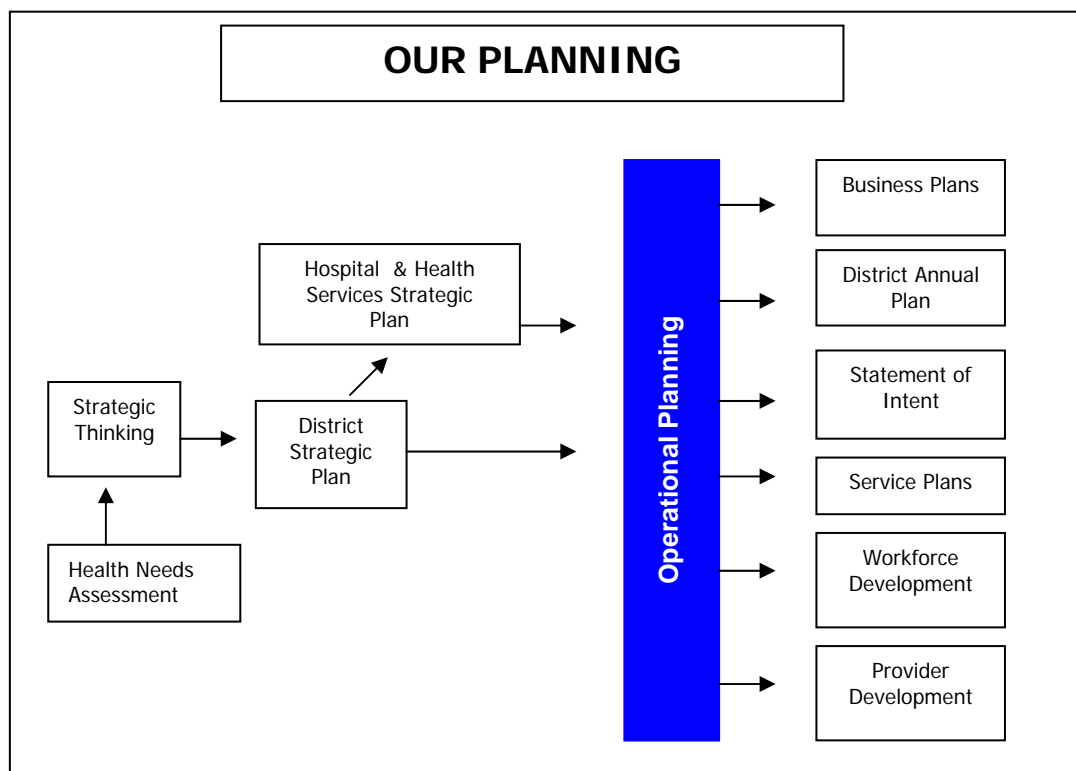 OUR PLANNING
Business Plans
Hospital & Health
Services Strategic
Plan
District Annual
Plan
Strategic
Thinking
District
Strategic
Plan
Operational Planning
Statement of
Intent
Service Plans
Health Needs
Assessment
Workforce
Development
Provider
Development